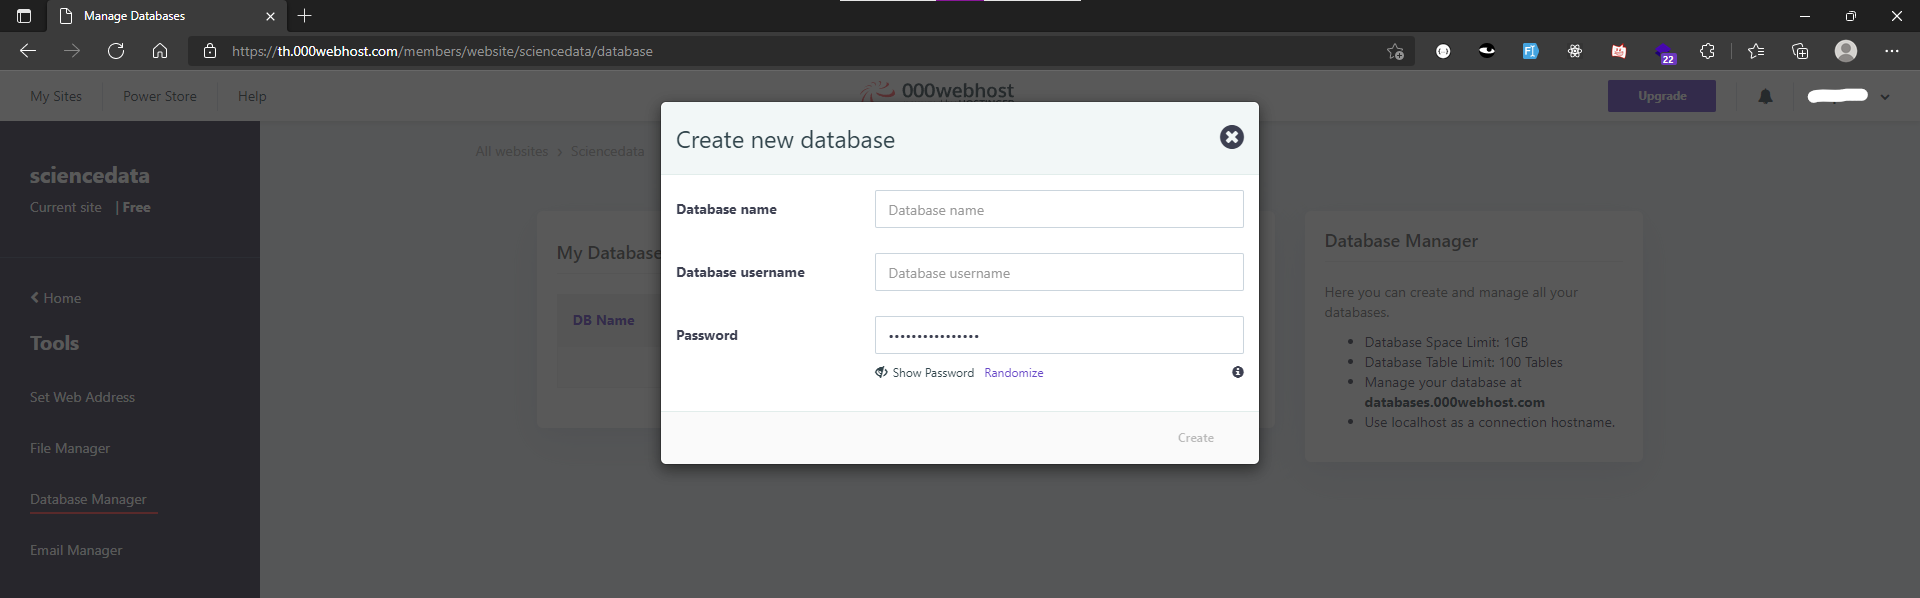 Manage Databases
https://th.000webhost.com/members/website/sciencedata/database
22
My Sites
Power Store
Help
000webhost
Upgrade
sciencedata
Current site | Free
Home
Tools
Set Web Address
File Manager
Database Manager
Email Manager
All websites › Sciencedata
My Database
DB Name
Create new database
Database name
Database name
Database username
Database username
Password
••••••••••••••••
Show Password Randomize
Create
Database Manager
Here you can create and manage all your
databases.
• Database Space Limit: 1GB
• Database Table Limit: 100 Tables
• Manage your database at
databases.000webhost.com
• Use localhost as a connection hostname.